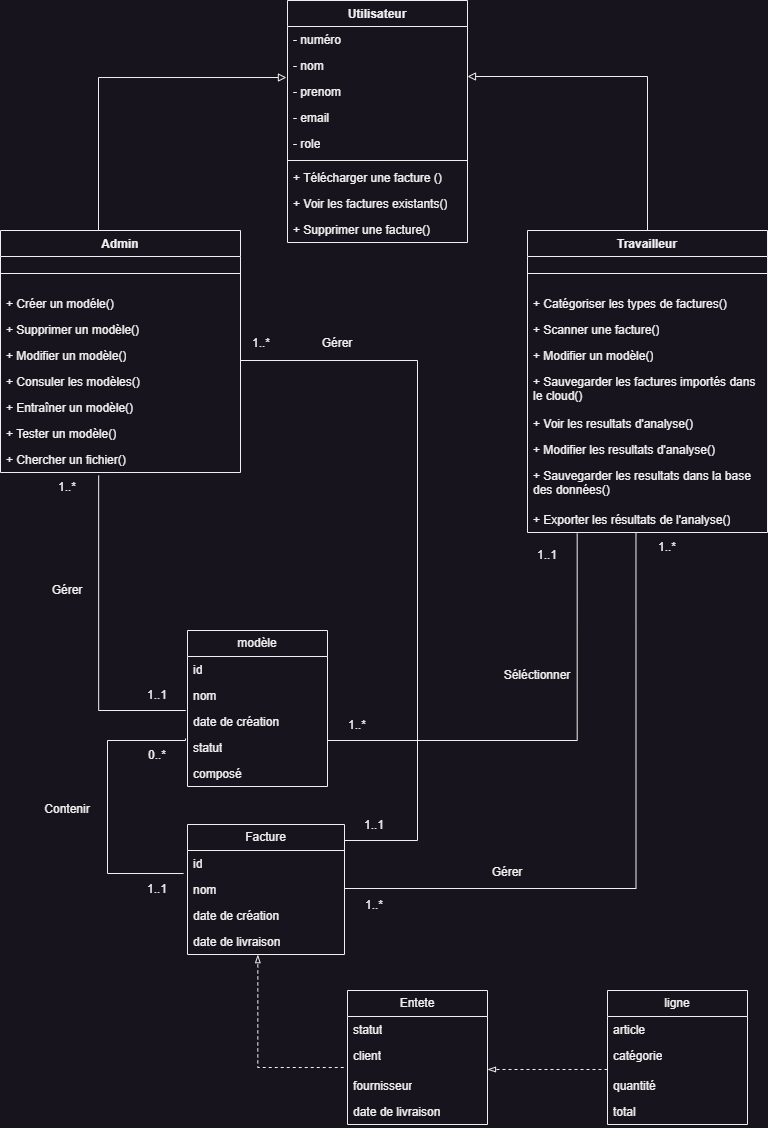 Utilisateur
- numéro
- nom
- prenom
- email
- role
+ Télécharger une facture ()
+ Voir les factures existants()
+ Supprimer une facture()
Admin
+ Créer un modéle()
+ Supprimer un modèle()
+ Modifier un modèle()
+ Consuler les modèles()
+ Entraîner un modèle()
+ Tester un modèle()
+ Chercher un fichier()
Travailleur
+ Catégoriser les types de factures()
+ Scanner une facture()
+ Modifier un modèle()
+ Sauvegarder les factures importés dans
le cloud()
+ Voir les resultats d'analyse()
+ Modifier les resultats d'analyse()
+ Sauvegarder les resultats dans la base
des données()
+ Exporter les résultats de l'analyse()
1..*
Gérer
1..*
1..1
1..*
Gérer
Séléctionner
modèle
id
nom
date de création
statut
composé
1..1
1..*
0..*
Contenir
1..1
Facture
id
nom
date de création
date de livraison
1..1
Gérer
1..*
Entete
statut
client
fournisseur
date de livraison
ligne
article
catégorie
quantité
total